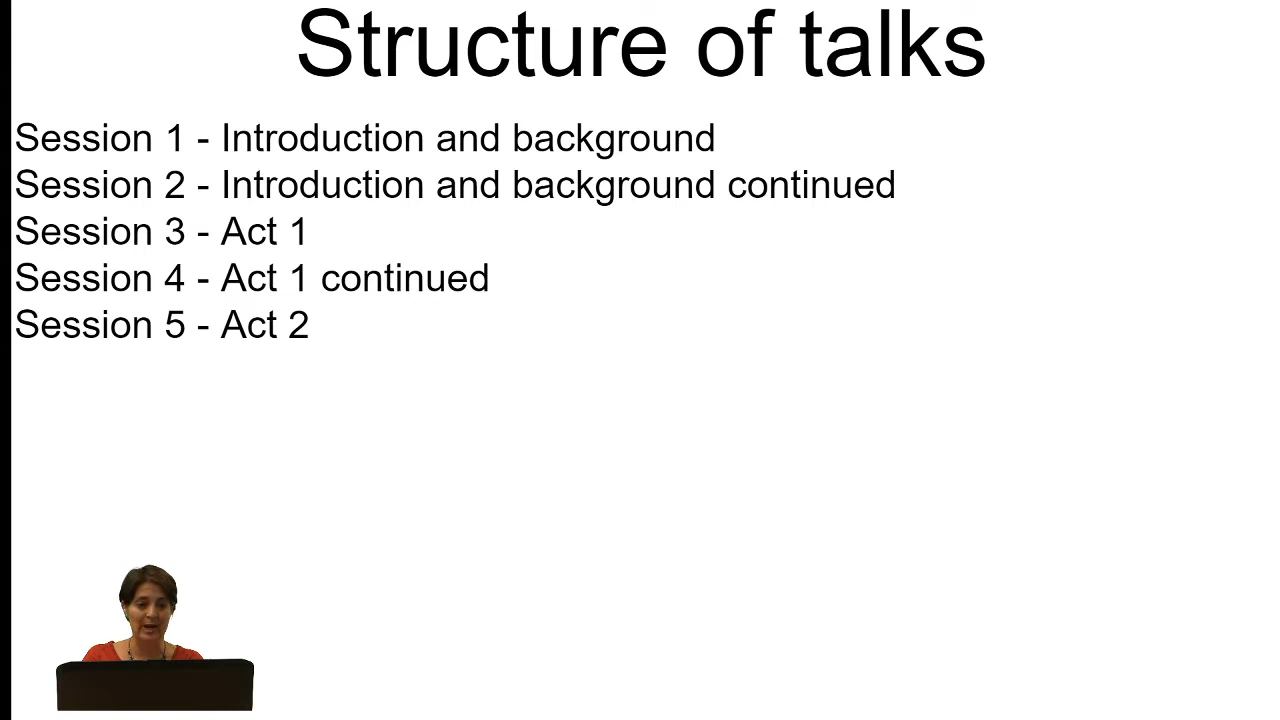 Structure of talks
Session 1 - Introduction and background
Session 2 - Introduction and background continued
Session 3 - Act 1
Session 4 - Act 1 continued
Session 5 - Act 2